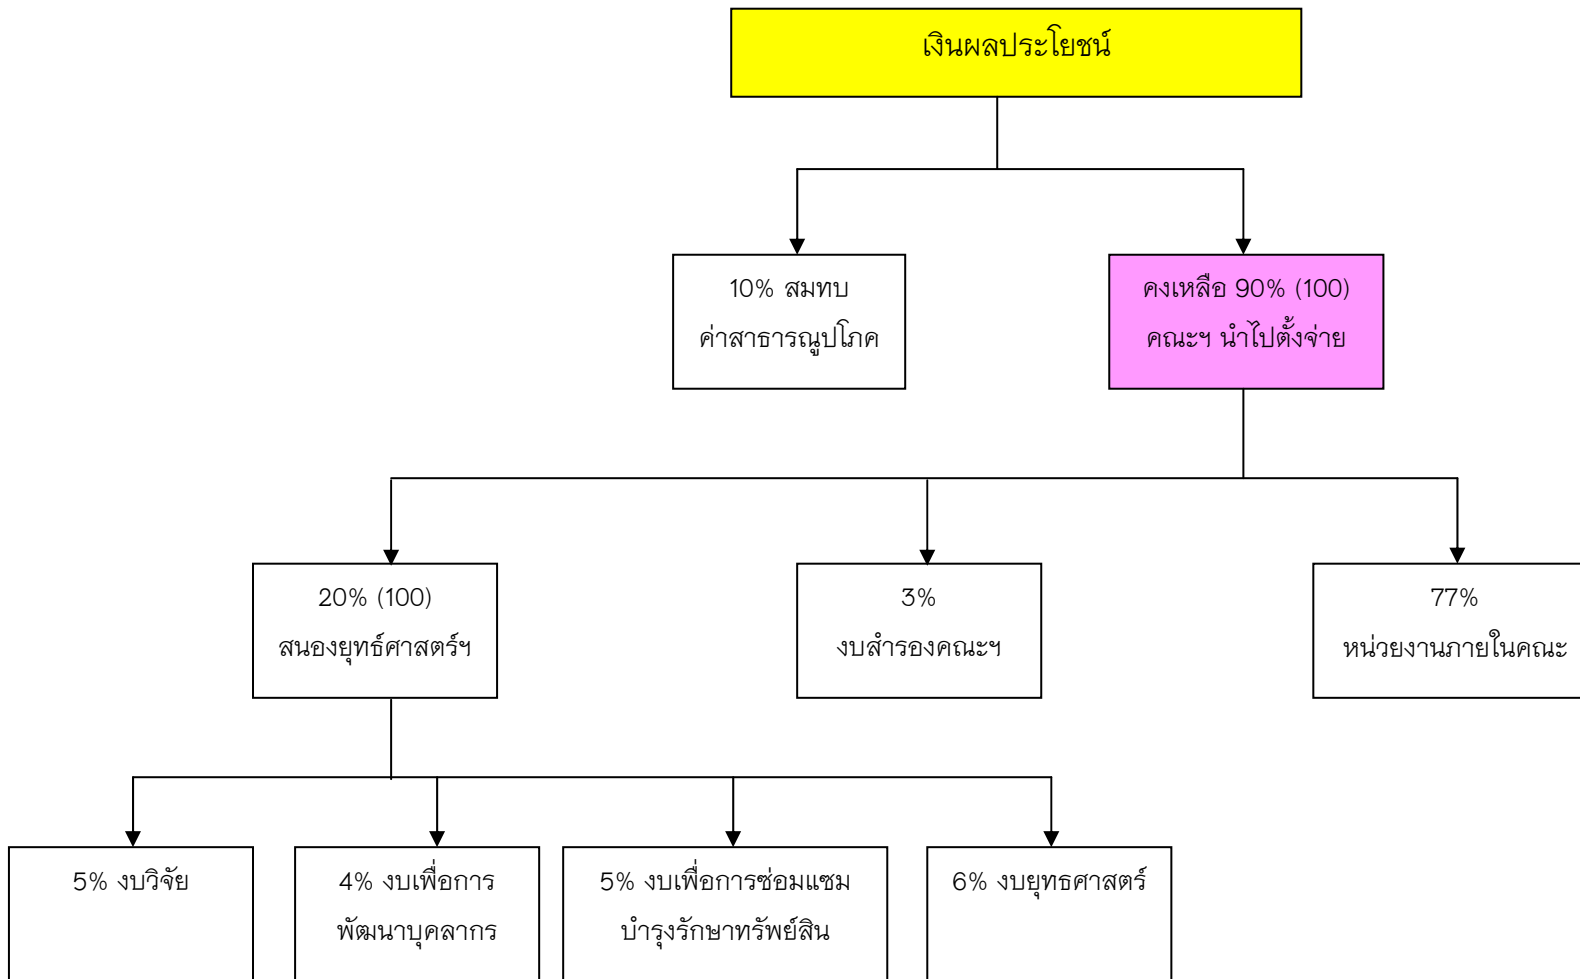 เงินผลประโยชน์
10% สมทบ
ค่าสาธารณูปโภค
คงเหลือ 90% (100)
คณะฯ นำไปตั้งจ่าย
20% (100)
สนองยุทธ์ศาสตร์ฯ
3%
งบสำรองคณะฯ
77%
หน่วยงานภายในคณะ
5% งบวิจัย
4% งบเพื่อการ
พัฒนาบุคลากร
5% งบเพื่อการซ่อมแซม
บำรุงรักษาทรัพย์สิน
6% งบยุทธศาสตร์